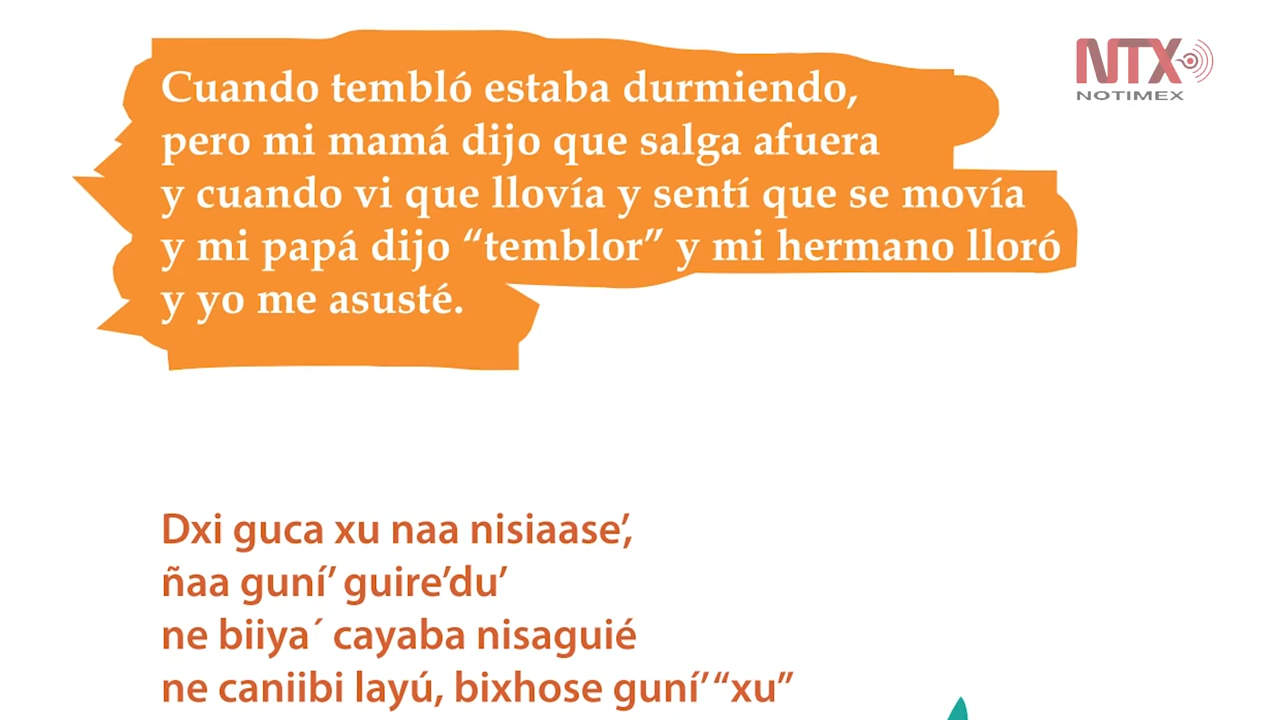 NTX
NOTIMEX
Cuando tembló estaba durmiendo,
pero mi mamá dijo que salga afuera
y cuando vi que llovía y sentí que se movía
y mi papá dijo “temblor” y mi hermano lloró
y yo me asusté.
Dxi guca xu naa nisiaase’,
ñaa guní’ guire’du’
ne biiya´ cayaba nisaguié
ne caniibi layú, bixhose guní’ “xu”